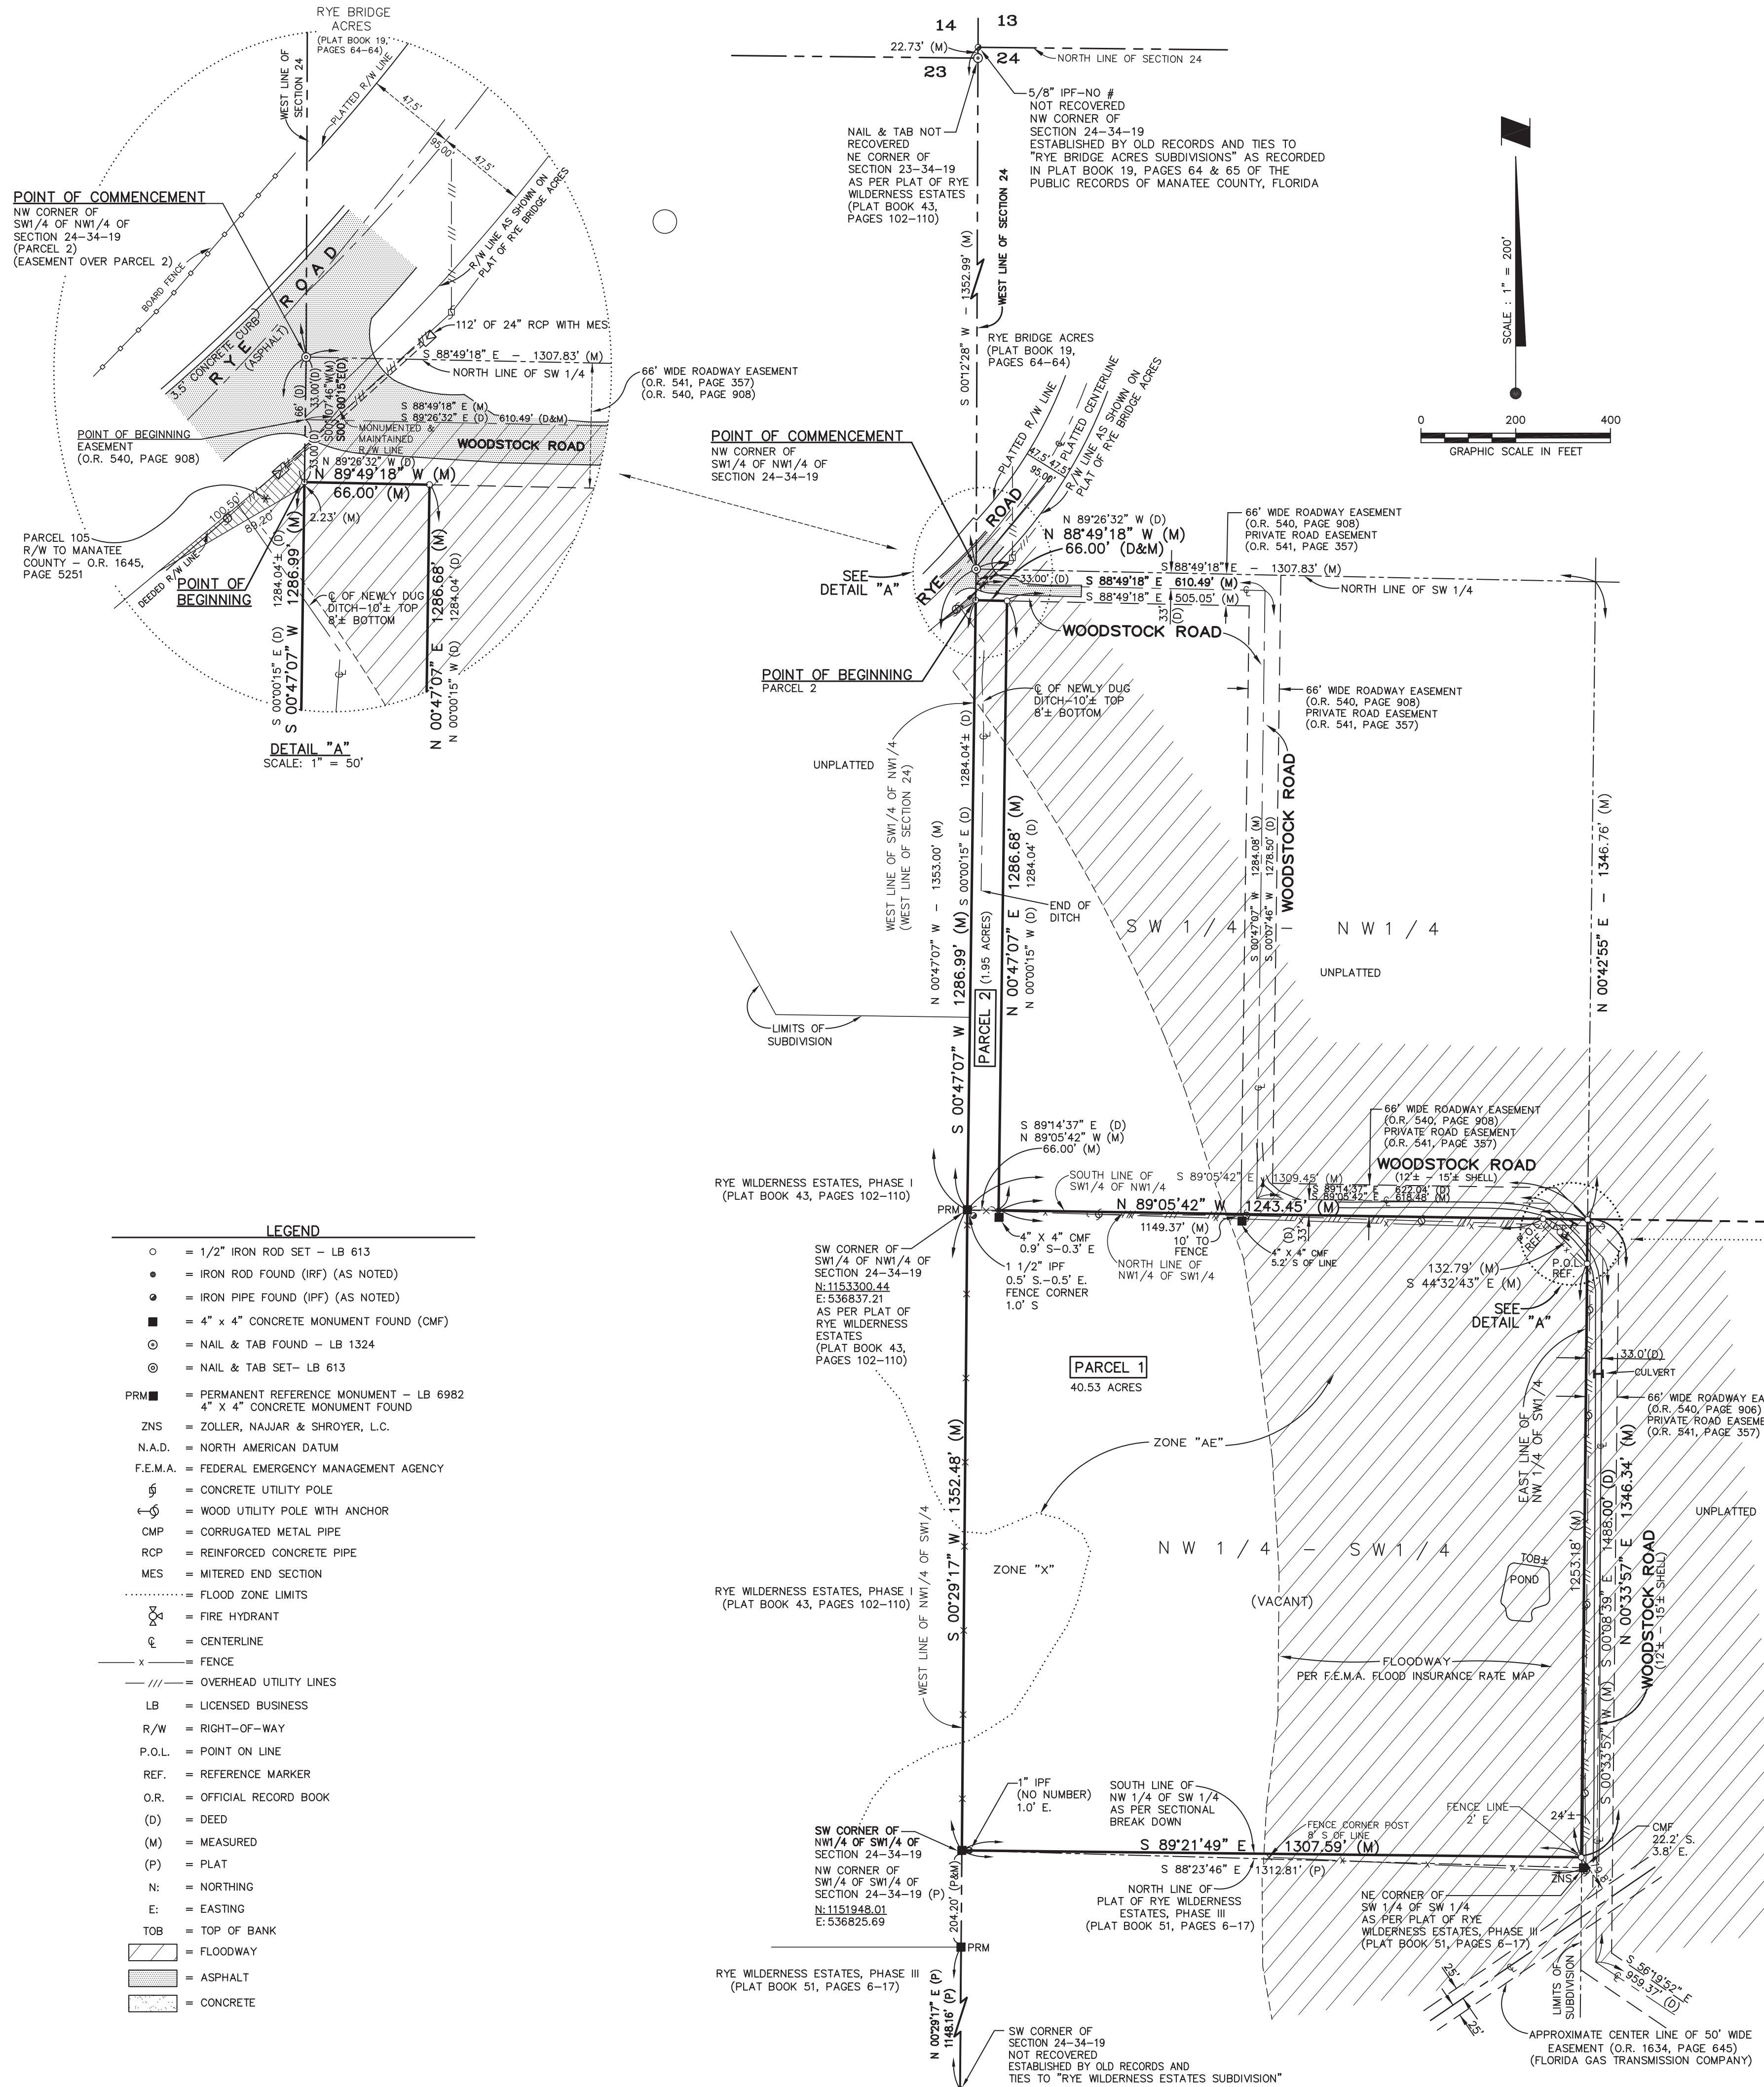 RYE BRIDGE
ACRES
(PLAT BOOK 19,
PAGES 64-64)
WEST LINE OF
SECTION 24
PLATTED R/W LINE
47.5'
95.00'
47.5'
POINT OF COMMENCEMENT
NW CORNER OF
SW1/4 OF NW1/4 OF
SECTION 24-34-19
(PARCEL 2)
(EASEMENT OVER PARCEL 2)
BOARD FENCE
3.5' CONCRETE CURB
RYE ROAD
(ASPHALT)
R/W LINE AS SHOWN ON
PLAT OF RYE BRIDGE ACRES
112' OF 24" RCP WITH MES
S 88°49'18" E - 1307.83' (M)
NORTH LINE OF SW 1/4
66' WIDE ROADWAY EASEMENT
(O.R. 541, PAGE 357)
(O.R. 540, PAGE 908)
66' (D)
33.00'(D)
S00°07'46"W(M)
S00°00'15"E(D)
33.00'(D)
S 88°49'18" E (M)
S 89°26'32" E (D) 610.49' (D&M)
MONUMENTED &
MAINTAINED
R/W LINE
WOODSTOCK ROAD
POINT OF BEGINNING
EASEMENT
(O.R. 540, PAGE 908)
N 89°26'32" W (D)
N 89°49'18" W (M)
66.00' (M)
100.50'
89.20'
2.23' (M)
PARCEL 105
R/W TO MANATEE
COUNTY - O.R. 1645,
PAGE 5251
DEEDED R/W LINE
POINT OF
BEGINNING
℄ OF NEWLY DUG
DITCH-10'± TOP
8'± BOTTOM
S 00°00'15" E (D) 1284.04'± (D)
S 00°47'07" W 1286.99' (M)
N 00°47'07" E 1286.68' (M)
N 00°00'15" W (D) 1284.04' (D)
℄
DETAIL "A"
SCALE: 1" = 50'
14 13
22.73' (M)
23 24
NORTH LINE OF SECTION 24
NAIL & TAB NOT
RECOVERED
NE CORNER OF
SECTION 23-34-19
AS PER PLAT OF RYE
WILDERNESS ESTATES
(PLAT BOOK 43,
PAGES 102-110)
5/8" IPF-NO #
NOT RECOVERED
NW CORNER OF
SECTION 24-34-19
ESTABLISHED BY OLD RECORDS AND TIES TO
"RYE BRIDGE ACRES SUBDIVISIONS" AS RECORDED
IN PLAT BOOK 19, PAGES 64 & 65 OF THE
PUBLIC RECORDS OF MANATEE COUNTY, FLORIDA
S 00°12'28" W - 1352.99' (M)
WEST LINE OF SECTION 24
N
SCALE : 1" = 200'
0 200 400
GRAPHIC SCALE IN FEET
RYE BRIDGE ACRES
(PLAT BOOK 19,
PAGES 64-64)
PLATTED R/W LINE
℄ - PLATTED CENTERLINE
R/W LINE AS SHOWN ON
PLAT OF RYE BRIDGE ACRES
47.5' 47.5'
95.00'
POINT OF COMMENCEMENT
NW CORNER OF
SW1/4 OF NW1/4 OF
SECTION 24-34-19
RYE ROAD
N 89°26'32" W (D)
N 88°49'18" W (M)
66.00' (D&M)
66' WIDE ROADWAY EASEMENT
(O.R. 540, PAGE 908)
PRIVATE ROAD EASEMENT
(O.R. 541, PAGE 357)
SEE
DETAIL "A"
S 88°49'18" E - 1307.83' (M)
NORTH LINE OF SW 1/4
33.00' (D)
S 88°49'18" E 610.49' (M)
℄
S 88°49'18" E 505.05' (M)
33' (D)
WOODSTOCK ROAD
POINT OF BEGINNING
PARCEL 2
℄ OF NEWLY DUG
DITCH-10'± TOP
8'± BOTTOM
66' WIDE ROADWAY EASEMENT
(O.R. 540, PAGE 908)
PRIVATE ROAD EASEMENT
(O.R. 541, PAGE 357)
UNPLATTED
WEST LINE OF SW1/4 OF NW1/4
(WEST LINE OF SECTION 24)
N 00°47'07" W - 1353.00' (M)
S 00°00'15" E (D) 1284.04'± (D)
S 00°47'07" W 1286.99' (M)
PARCEL 2 (1.95 ACRES)
N 00°47'07" E 1286.68' (M)
N 00°00'15" W (D) 1284.04' (D)
END OF
DITCH
S 00°47'07" W 1284.08' (M)
S 00°07'46" W 1278.50' (D)
WOODSTOCK ROAD
SW 1/4 - NW1/4
UNPLATTED
N 00°42'55" E - 1346.76' (M)
LIMITS OF
SUBDIVISION
℄
S 89°14'37" E (D)
N 89°05'42" W (M)
66.00' (M)
66' WIDE ROADWAY EASEMENT
(O.R. 540, PAGE 908)
PRIVATE ROAD EASEMENT
(O.R. 541, PAGE 357)
WOODSTOCK ROAD
(12'± - 15'± SHELL)
RYE WILDERNESS ESTATES, PHASE I
(PLAT BOOK 43, PAGES 102-110)
SOUTH LINE OF
SW1/4 OF NW1/4
S 89°05'42" E 1309.45' (M)
S 89°14'37" E 622.04' (D)
S 89°05'42" E 618.48' (M)
PRM
N 89°05'42" W 1243.45' (M)
1149.37' (M)
10' TO
FENCE
33' (D)
4" X 4" CMF
0.9' S-0.3' E
4" X 4" CMF
5.2' S OF LINE
NORTH LINE OF
NW1/4 OF SW1/4
1 1/2" IPF
0.5' S.-0.5' E.
FENCE CORNER
1.0' S
SW CORNER OF
SW1/4 OF NW1/4 OF
SECTION 24-34-19
N:1153300.44
E: 536837.21
AS PER PLAT OF
RYE WILDERNESS
ESTATES
(PLAT BOOK 43,
PAGES 102-110)
P.O.L.
REF.
P.O.L.
REF.
132.79' (M)
S 44°32'43" E (M)
SEE
DETAIL "A"
PARCEL 1
40.53 ACRES
33.0'(D)
CULVERT
66' WIDE ROADWAY EA
(O.R. 540, PAGE 906)
PRIVATE ROAD EASEME
(O.R. 541, PAGE 357)
EAST LINE OF
NW 1/4 OF SW1/4
℄
ZONE "AE"
S 00°29'17" W 1352.48' (M)
WEST LINE OF NW1/4 OF SW1/4
ZONE "X"
NW 1/4 - SW1/4
(VACANT)
TOB±
POND
1253.18' (M)
S 00°33'57" W (M) S 00°08'39" E 1488.00' (D)
N 00°33'57" E 1346.34' (M)
WOODSTOCK ROAD
(12'± - 15'± SHELL)
UNPLATTED
RYE WILDERNESS ESTATES, PHASE I
(PLAT BOOK 43, PAGES 102-110)
FLOODWAY
PER F.E.M.A. FLOOD INSURANCE RATE MAP
1" IPF
(NO NUMBER)
1.0' E.
SOUTH LINE OF
NW 1/4 OF SW 1/4
AS PER SECTIONAL
BREAK DOWN
FENCE CORNER POST
8' S OF LINE
FENCE LINE
2' E
24'±
CMF
22.2' S.
3.8' E.
SW CORNER OF
NW1/4 OF SW1/4 OF
SECTION 24-34-19
NW CORNER OF
SW1/4 OF SW1/4 OF
SECTION 24-34-19 (P)
N:1151948.01
E: 536825.69
S 89°21'49" E 1307.59' (M)
S 88°23'46" E 1312.81' (P)
ZNS
204.20' (P&M)
PRM
NORTH LINE OF
PLAT OF RYE WILDERNESS
ESTATES, PHASE III
(PLAT BOOK 51, PAGES 6-17)
NE CORNER OF
SW 1/4 OF SW 1/4
AS PER PLAT OF RYE
WILDERNESS ESTATES, PHASE III
(PLAT BOOK 51, PAGES 6-17)
RYE WILDERNESS ESTATES, PHASE III
(PLAT BOOK 51, PAGES 6-17)
N 00°29'17" E (P)
1148.16' (P)
25'
25'
℄
LIMITS OF
SUBDIVISION
S 56°19'52" E
959.37' (D)
℄
SW CORNER OF
SECTION 24-34-19
NOT RECOVERED
ESTABLISHED BY OLD RECORDS AND
TIES TO "RYE WILDERNESS ESTATES SUBDIVISION"
APPROXIMATE CENTER LINE OF 50' WIDE
EASEMENT (O.R. 1634, PAGE 645)
(FLORIDA GAS TRANSMISSION COMPANY)
LEGEND
= 1/2" IRON ROD SET - LB 613
= IRON ROD FOUND (IRF) (AS NOTED)
= IRON PIPE FOUND (IPF) (AS NOTED)
= 4" x 4" CONCRETE MONUMENT FOUND (CMF)
= NAIL & TAB FOUND - LB 1324
= NAIL & TAB SET- LB 613
PRM = PERMANENT REFERENCE MONUMENT - LB 6982
4" X 4" CONCRETE MONUMENT FOUND
ZNS = ZOLLER, NAJJAR & SHROYER, L.C.
N.A.D. = NORTH AMERICAN DATUM
F.E.M.A. = FEDERAL EMERGENCY MANAGEMENT AGENCY
= CONCRETE UTILITY POLE
= WOOD UTILITY POLE WITH ANCHOR
CMP = CORRUGATED METAL PIPE
RCP = REINFORCED CONCRETE PIPE
MES = MITERED END SECTION
= FLOOD ZONE LIMITS
= FIRE HYDRANT
℄ = CENTERLINE
x = FENCE
/// = OVERHEAD UTILITY LINES
LB = LICENSED BUSINESS
R/W = RIGHT-OF-WAY
P.O.L. = POINT ON LINE
REF. = REFERENCE MARKER
O.R. = OFFICIAL RECORD BOOK
(D) = DEED
(M) = MEASURED
(P) = PLAT
N: = NORTHING
E: = EASTING
TOB = TOP OF BANK
= FLOODWAY
= ASPHALT
= CONCRETE